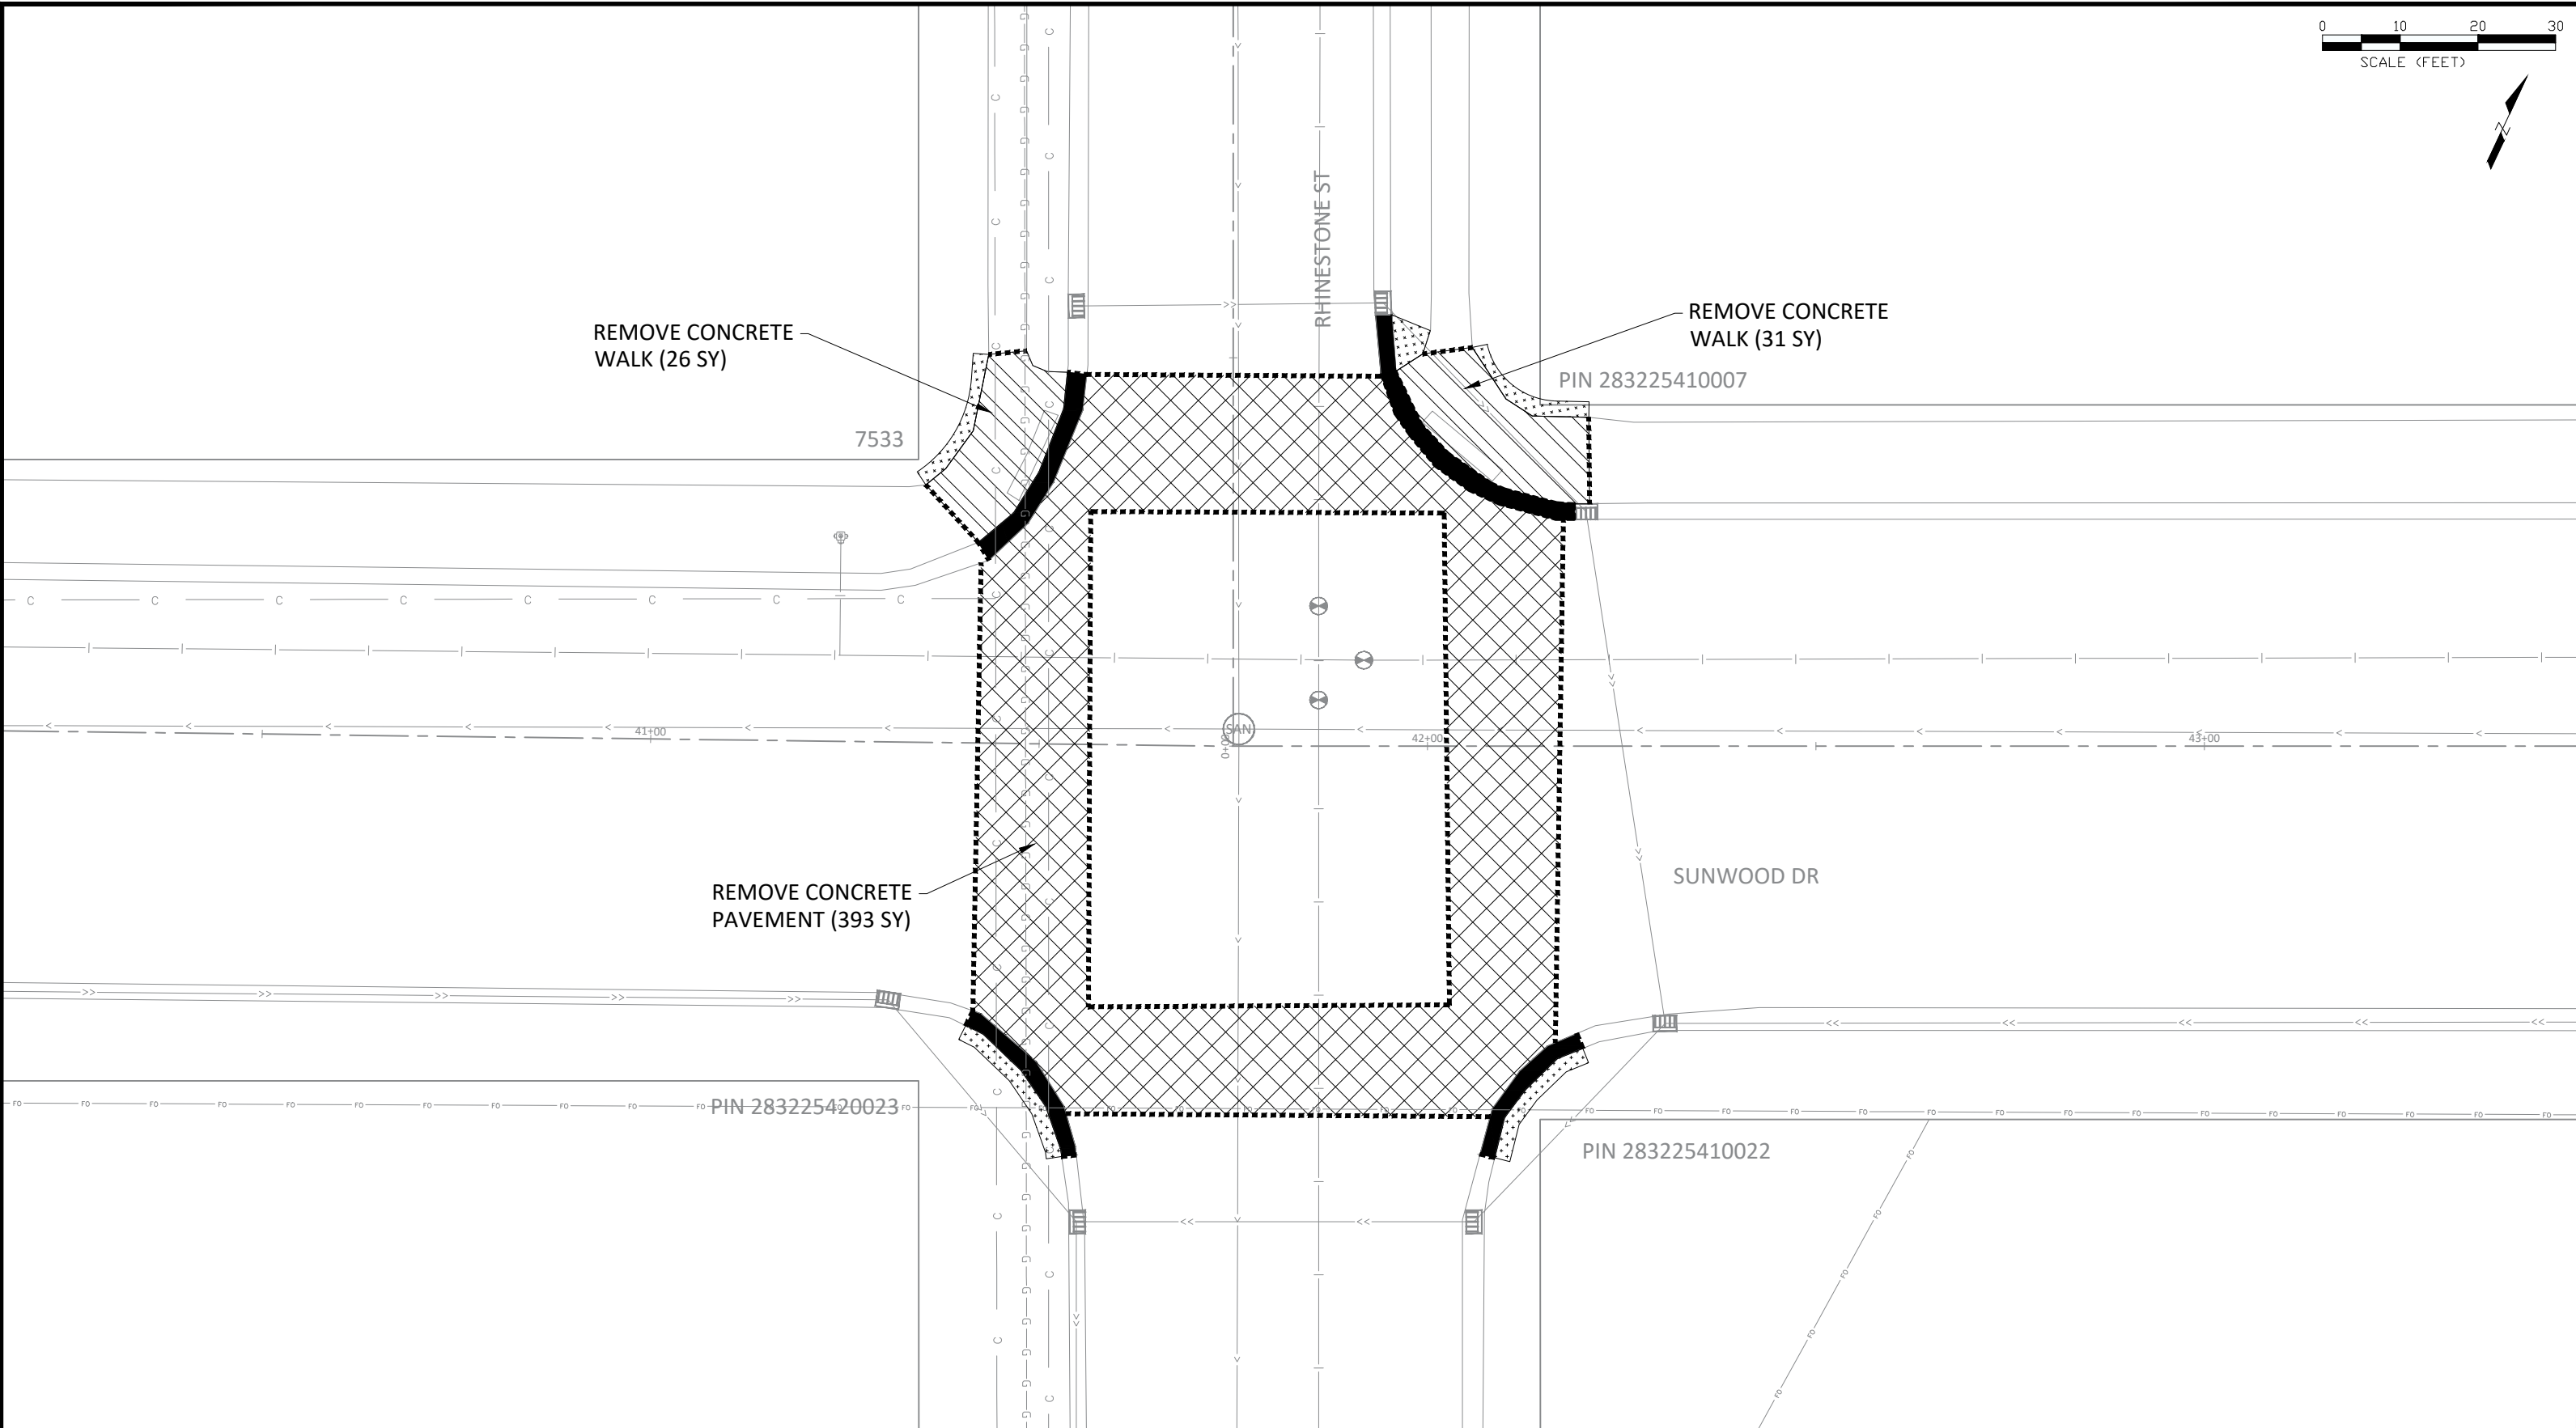 0 10 20 30
SCALE (FEET)
N
RHINESTONE ST
REMOVE CONCRETE
WALK (26 SY)
REMOVE CONCRETE
WALK (31 SY)
PIN 283225410007
7533
SAN
41+00
0+00
42+00
43+00
SUNWOOD DR
REMOVE CONCRETE
PAVEMENT (393 SY)
PIN 283225420023
PIN 283225410022